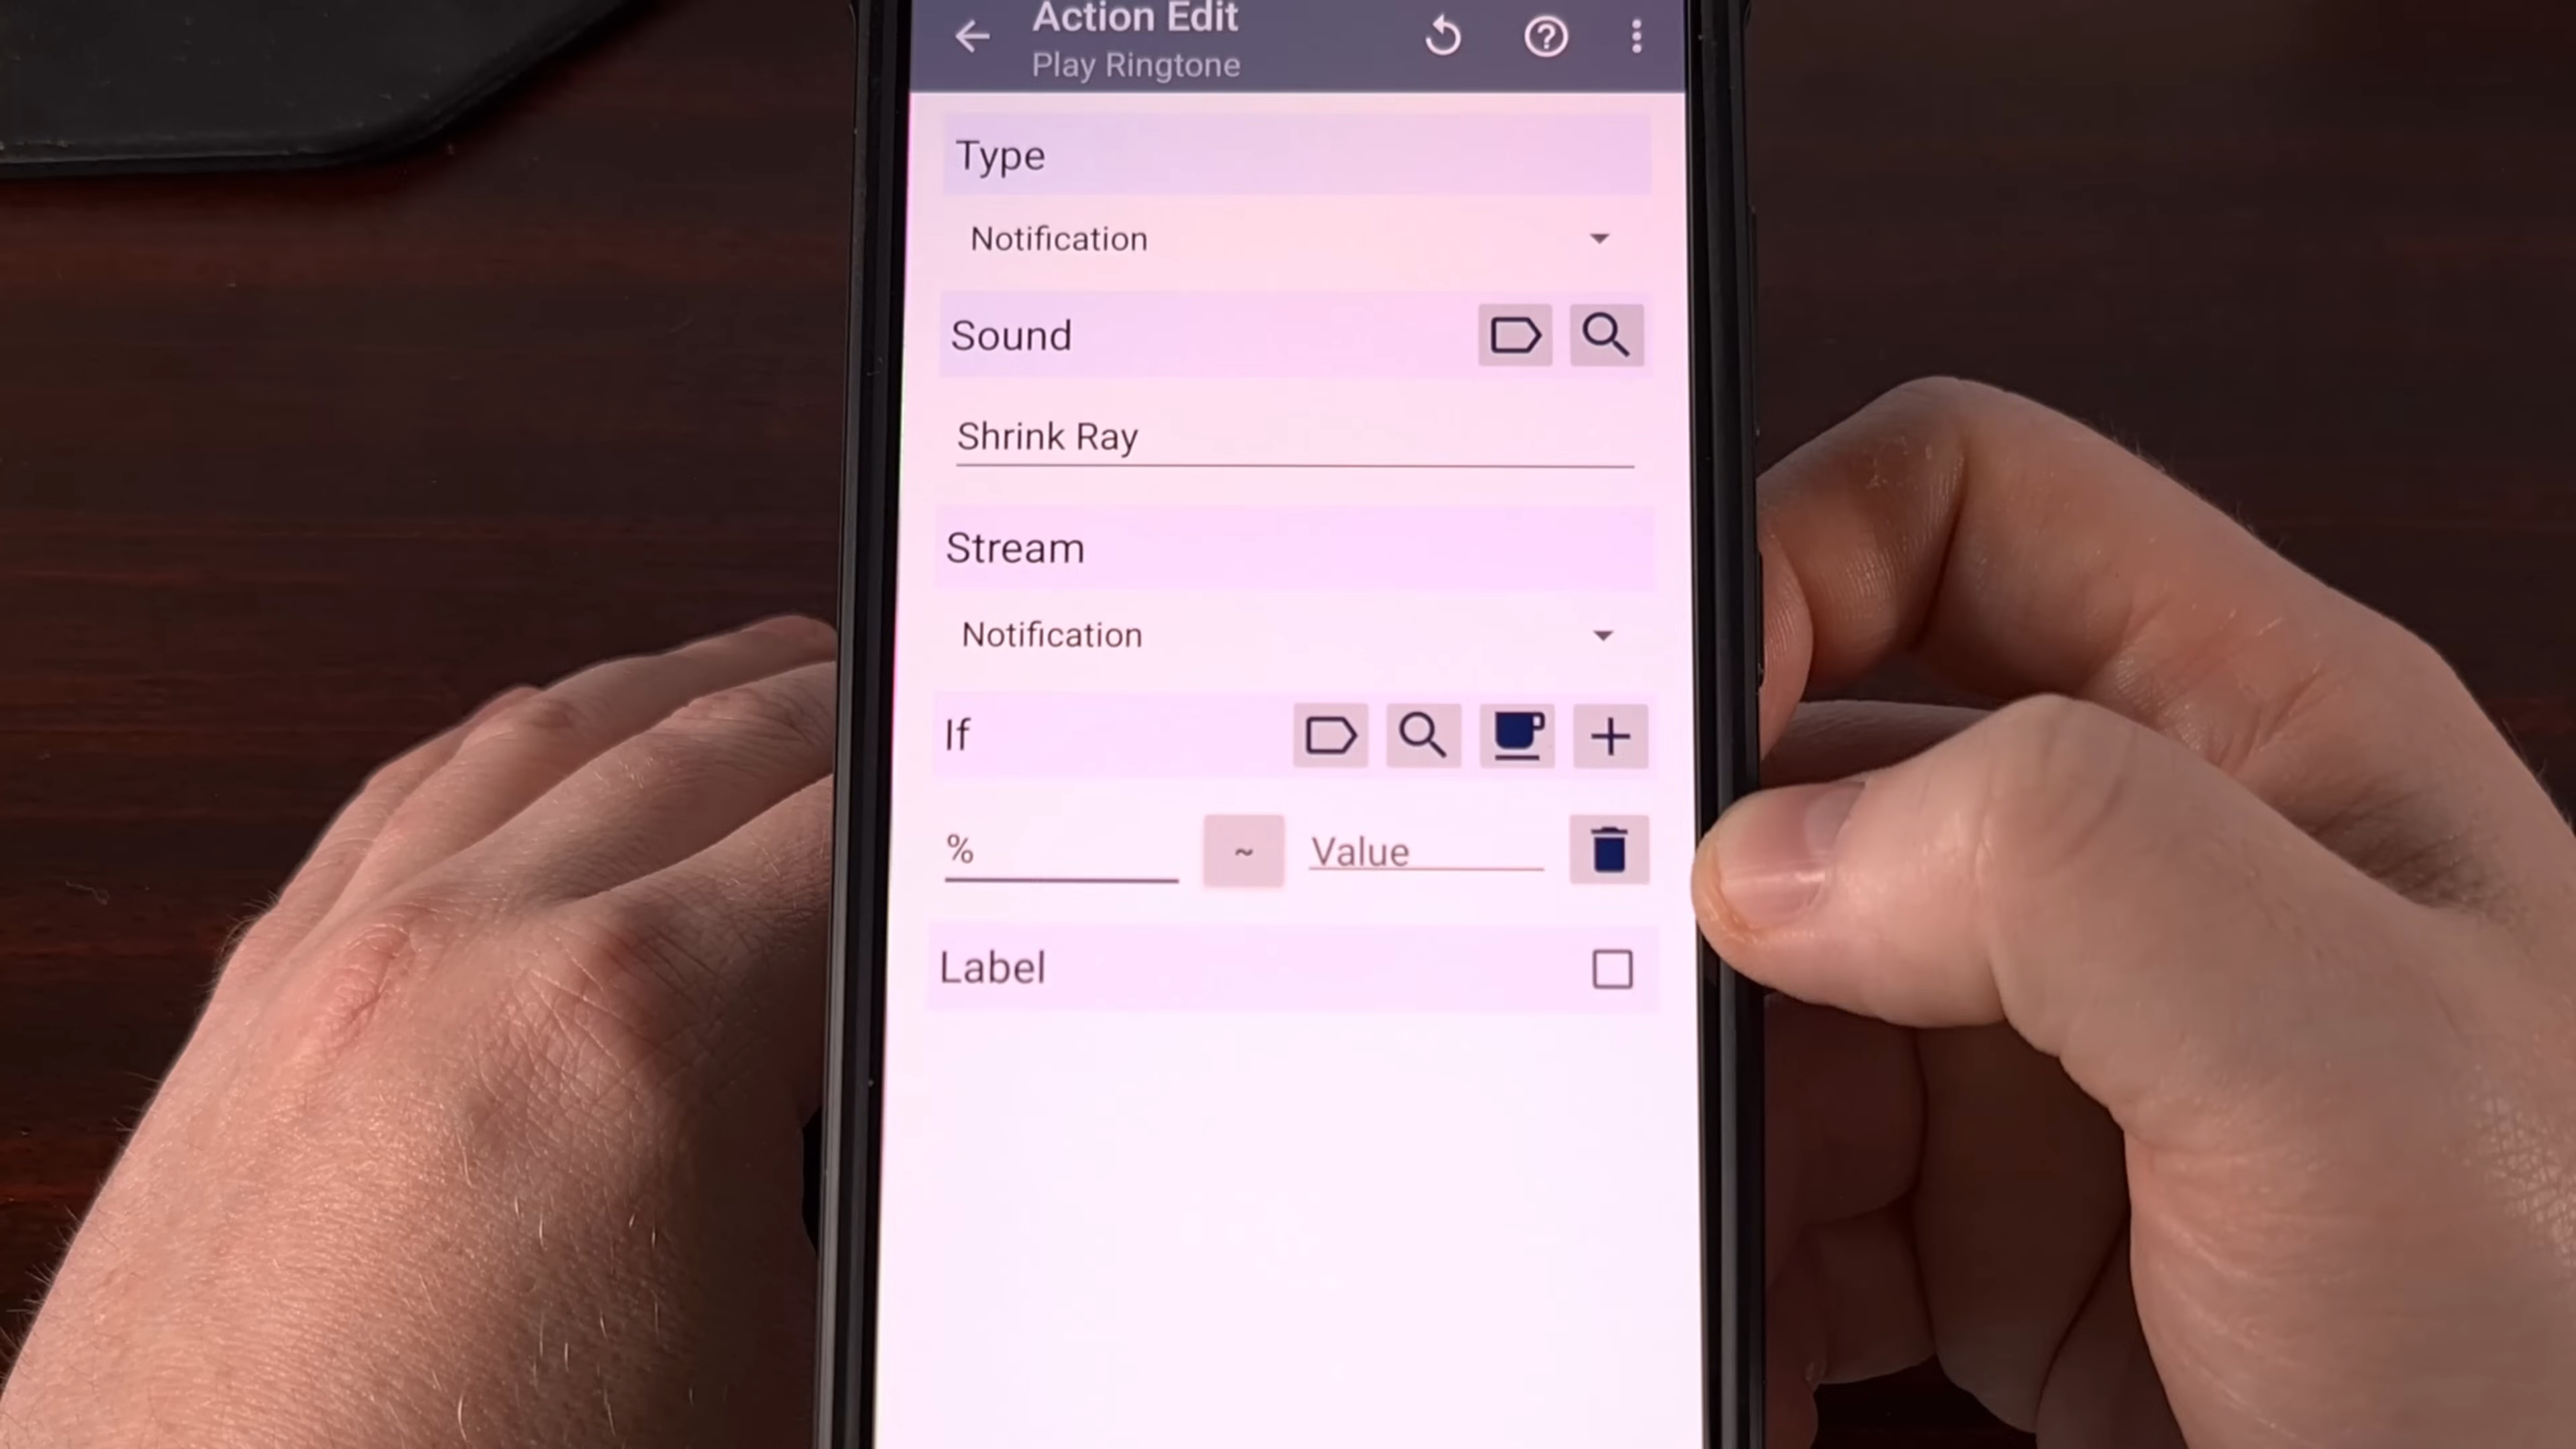 Action Edit
Play Ringtone
Type
Notification
Sound
Shrink Ray
Stream
Notification
If
% ~ Value
Label